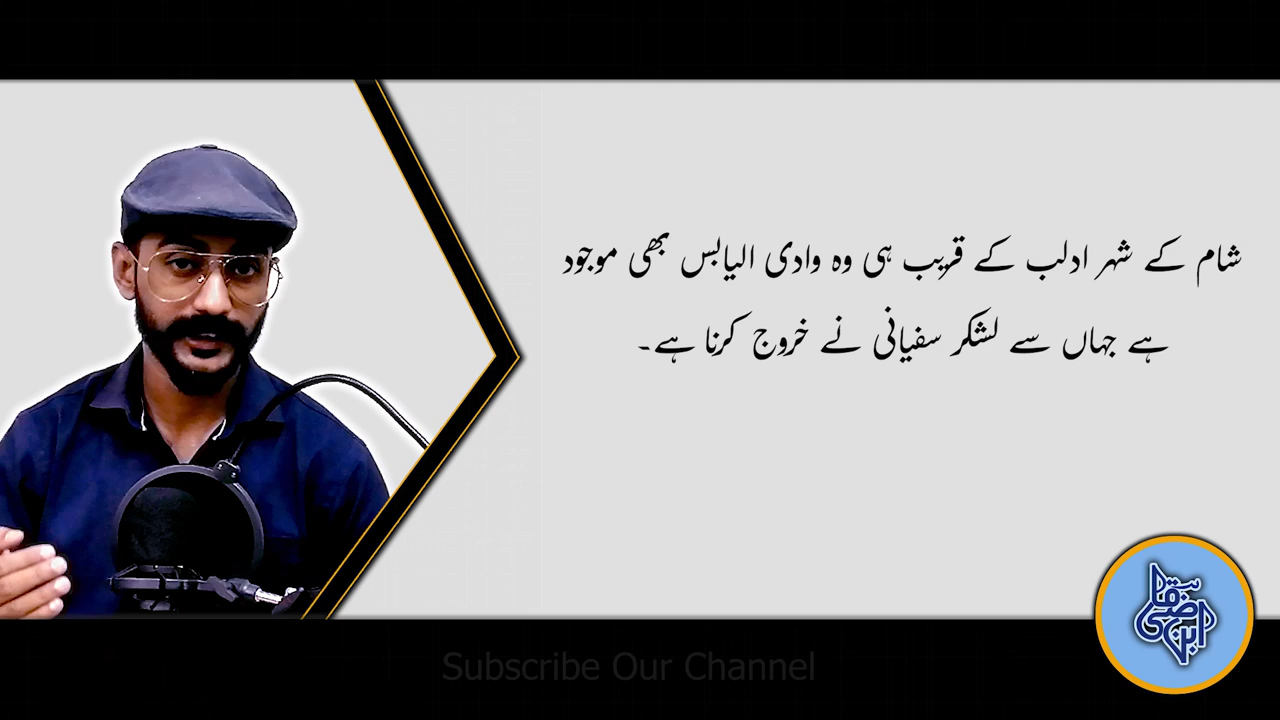 شام کے شہر ادلب کے قریب ہی وہ وادی الیابس بھی موجود
ہے جہاں سے لشکر سفیانی نے خروج کرنا ہے۔
Subscribe Our Channel